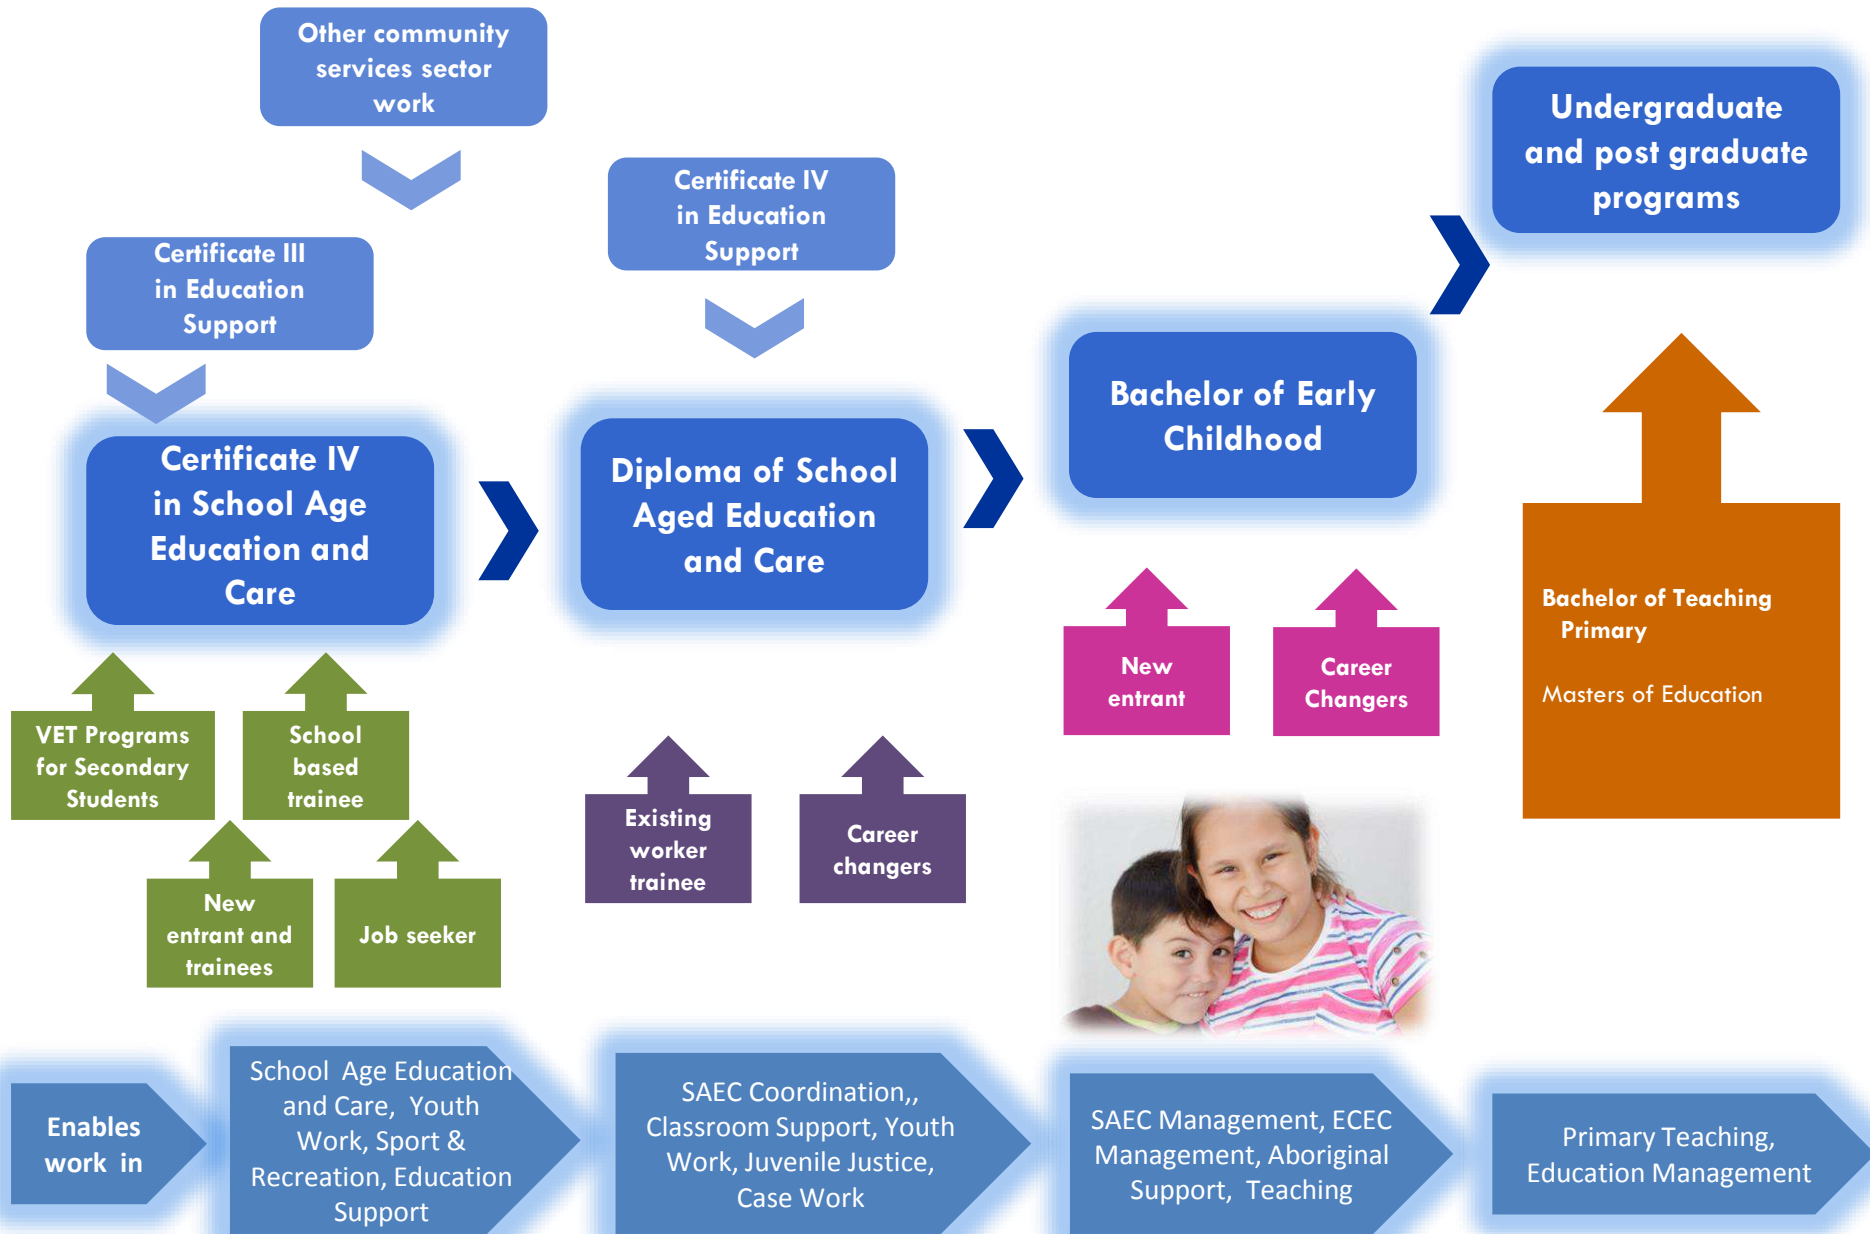 Other community
services sector
work
Undergraduate
and post graduate
programs
Certificate IV
in Education
Support
Certificate III
in Education
Support
Bachelor of Early
Childhood
Certificate IV
in School Age
Education and
Care
Diploma of School
Aged Education
and Care
Bachelor of Teaching
Primary
Masters of Education
New
entrant
Career
Changers
VET Programs
for Secondary
Students
School
based
trainee
Existing
worker
trainee
Career
changers
New
entrant and
trainees
Job seeker
Enables
work in
School Age Education
and Care, Youth
Work, Sport &
Recreation, Education
Support
SAEC Coordination,,
Classroom Support, Youth
Work, Juvenile Justice,
Case Work
SAEC Management, ECEC
Management, Aboriginal
Support, Teaching
Primary Teaching,
Education Management